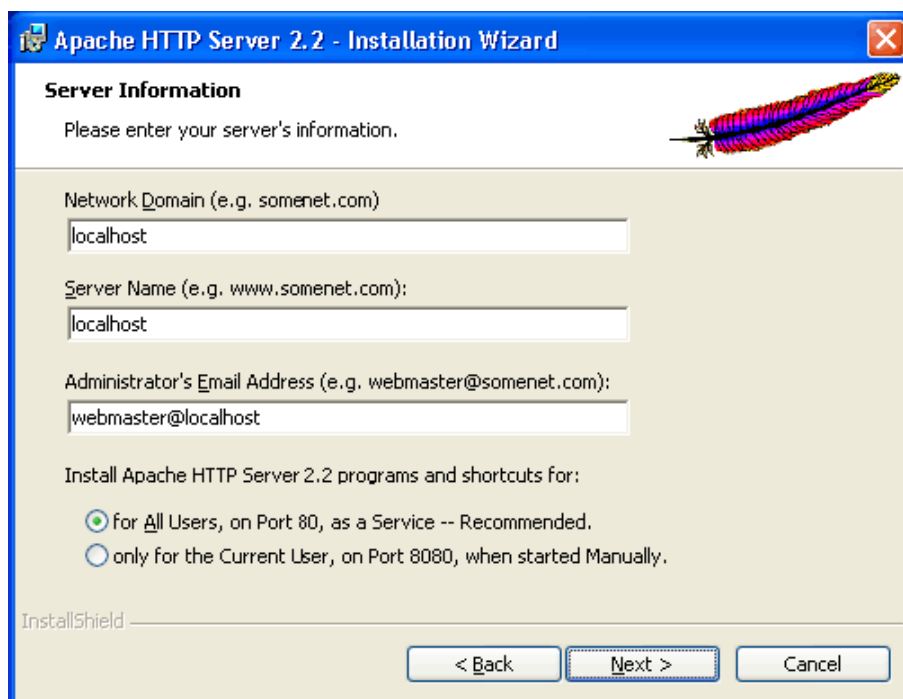 Apache HTTP Server 2.2 - Installation Wizard
Server Information
Please enter your server's information.
Network Domain (e.g. somenet.com)
localhost
Server Name (e.g. www.somenet.com):
localhost
Administrator's Email Address (e.g. webmaster@somenet.com):
webmaster@localhost
Install Apache HTTP Server 2.2 programs and shortcuts for:
for All Users, on Port 80, as a Service -- Recommended.
only for the Current User, on Port 8080, when started Manually.
InstallShield
< Back Next > Cancel